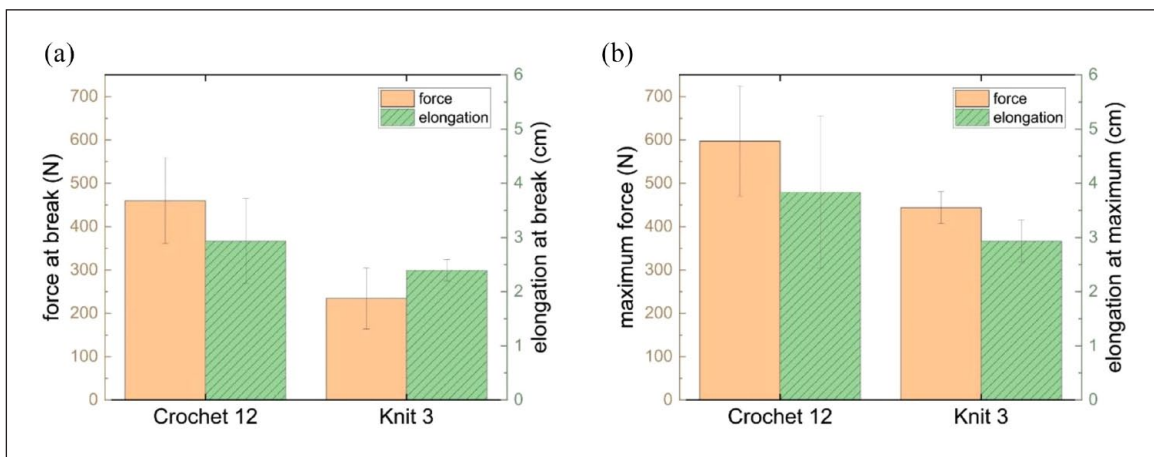 (a)
force at break (N)
700
600
500
400
300
200
100
0
force
elongation
6
5
4
3
2
1
0
elongation at break (cm)
Crochet 12
Knit 3
(b)
maximum force (N)
700
600
500
400
300
200
100
0
force
elongation
6
5
4
3
2
1
0
elongation at maximum (cm)
Crochet 12
Knit 3